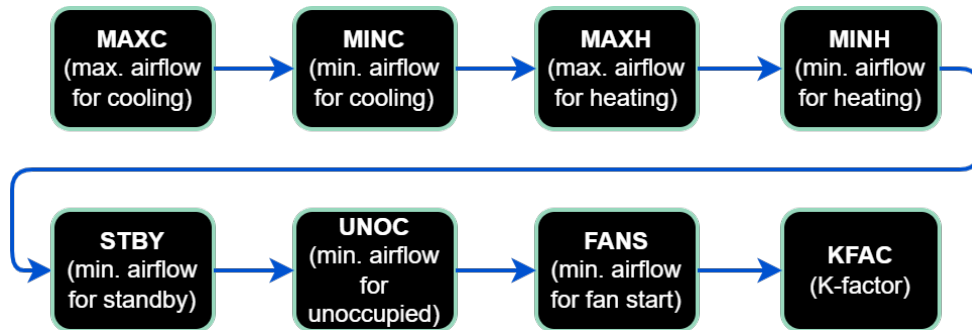 MAXC
(max. airflow
for cooling)
MINC
(min. airflow
for cooling)
MAXH
(max. airflow
for heating)
MINH
(min. airflow
for heating)
STBY
(min. airflow
for standby)
UNOC
(min. airflow
for
unoccupied)
FANS
(min. airflow
for fan start)
KFAC
(K-factor)